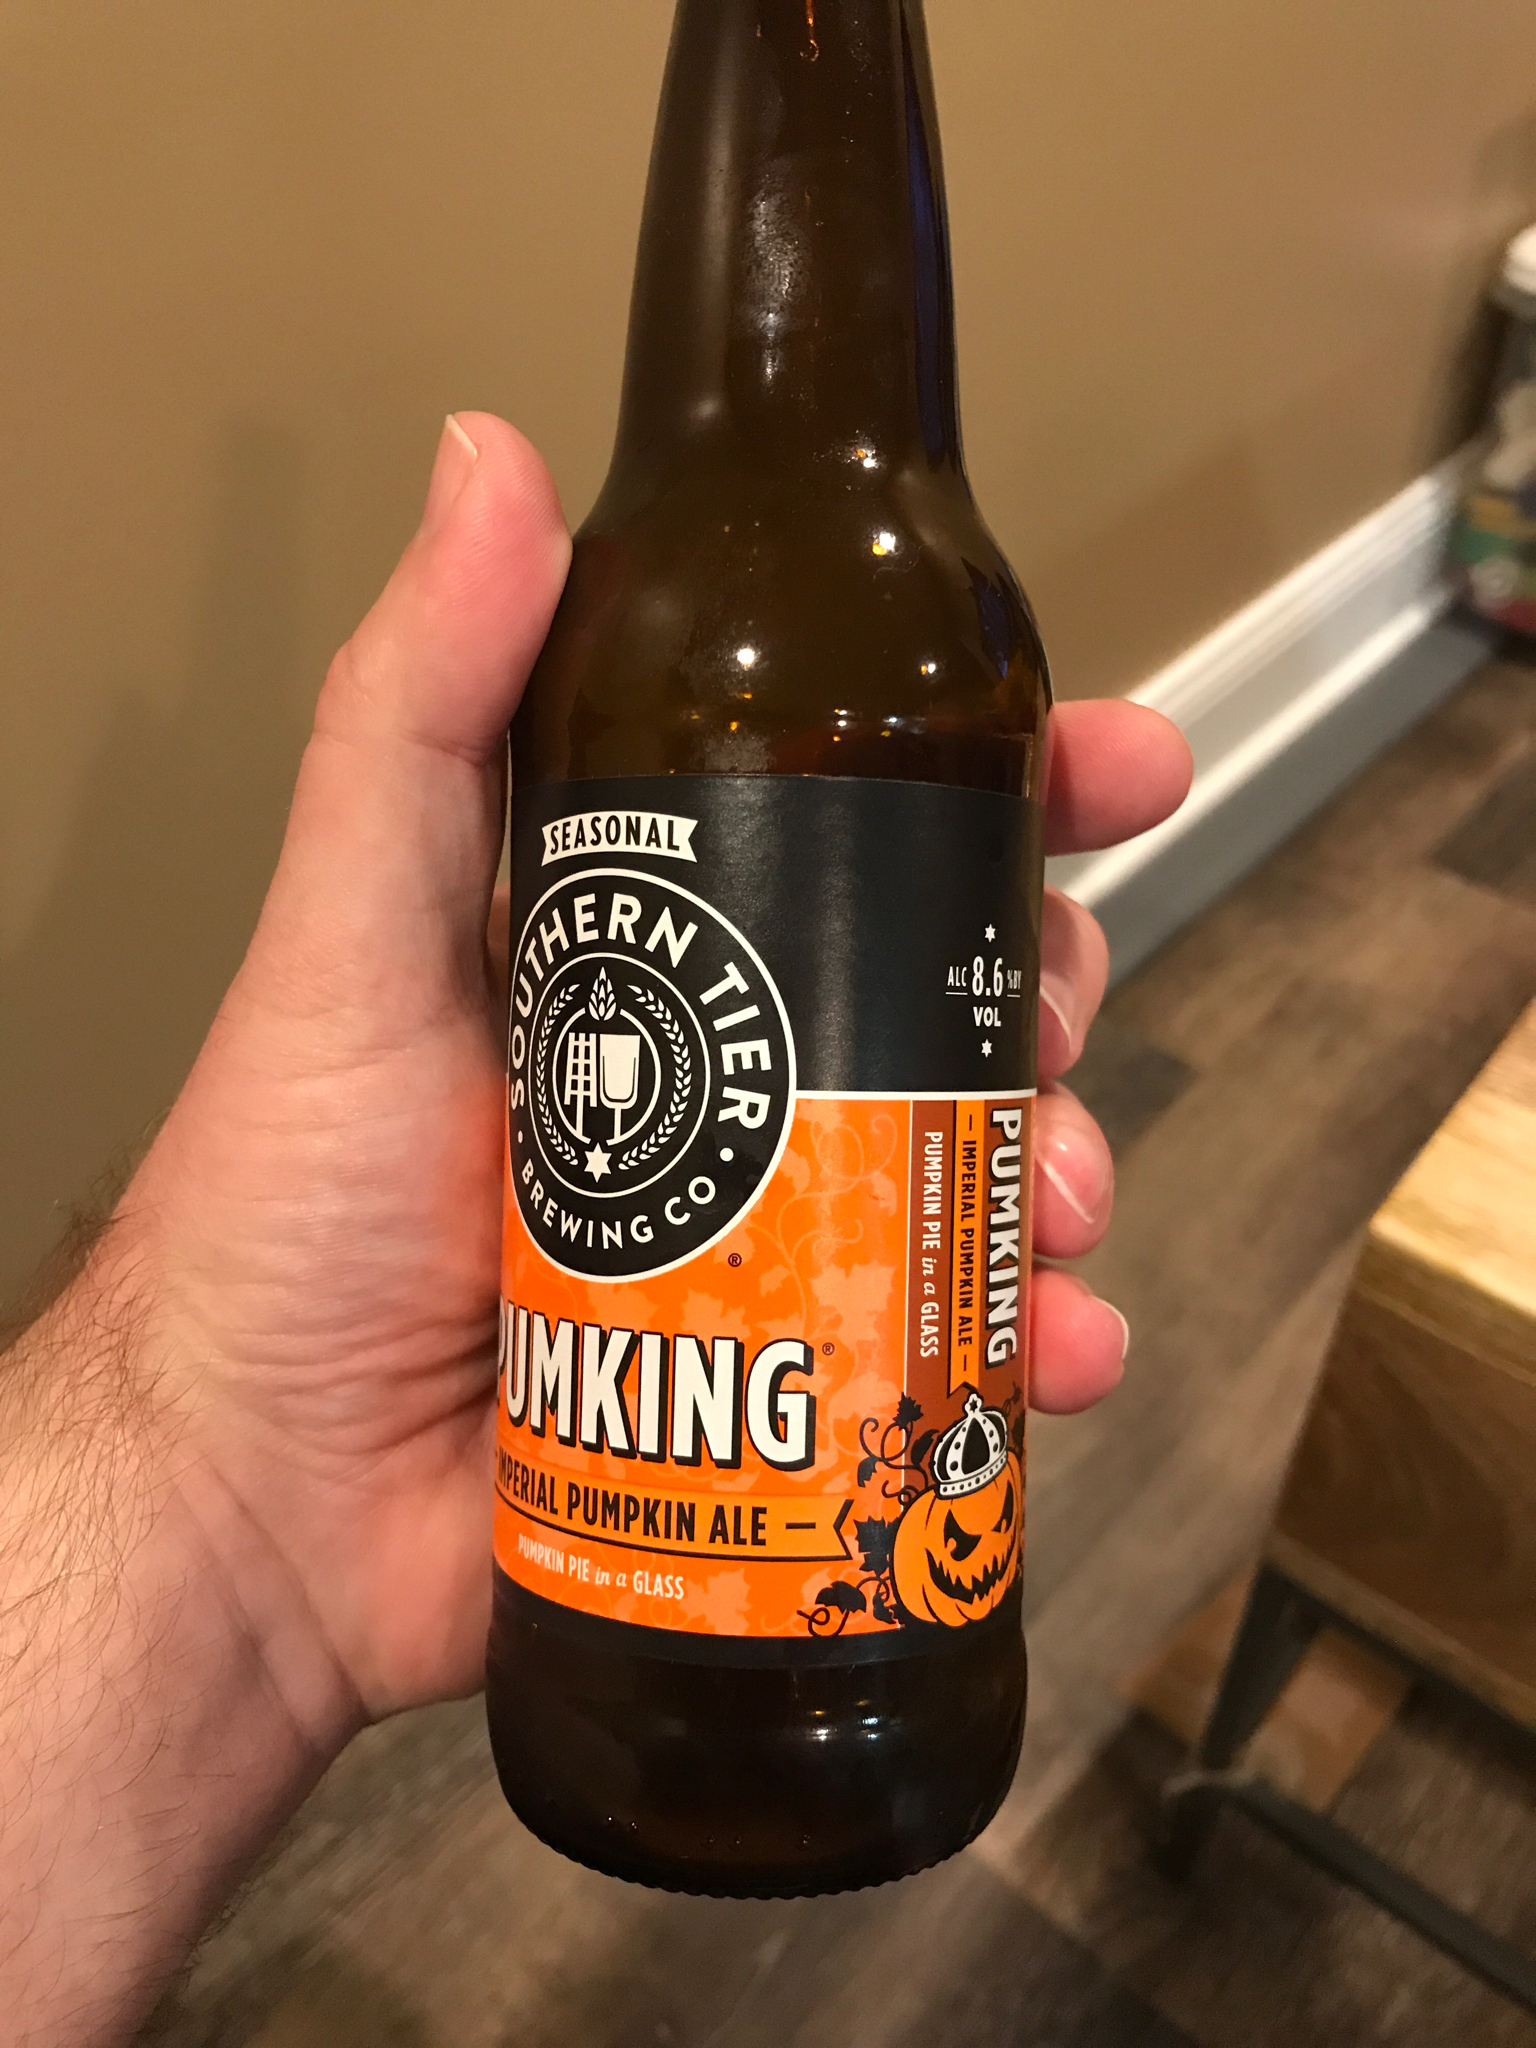 SEASONAL
SOUTHERN TIER
BREWING CO
®
ALC 8.6 % BY
VOL
PUMKING®
IMPERIAL PUMPKIN ALE —
PUMPKIN PIE in a GLASS
PUMKING
— IMPERIAL PUMPKIN ALE —
PUMPKIN PIE in a GLASS